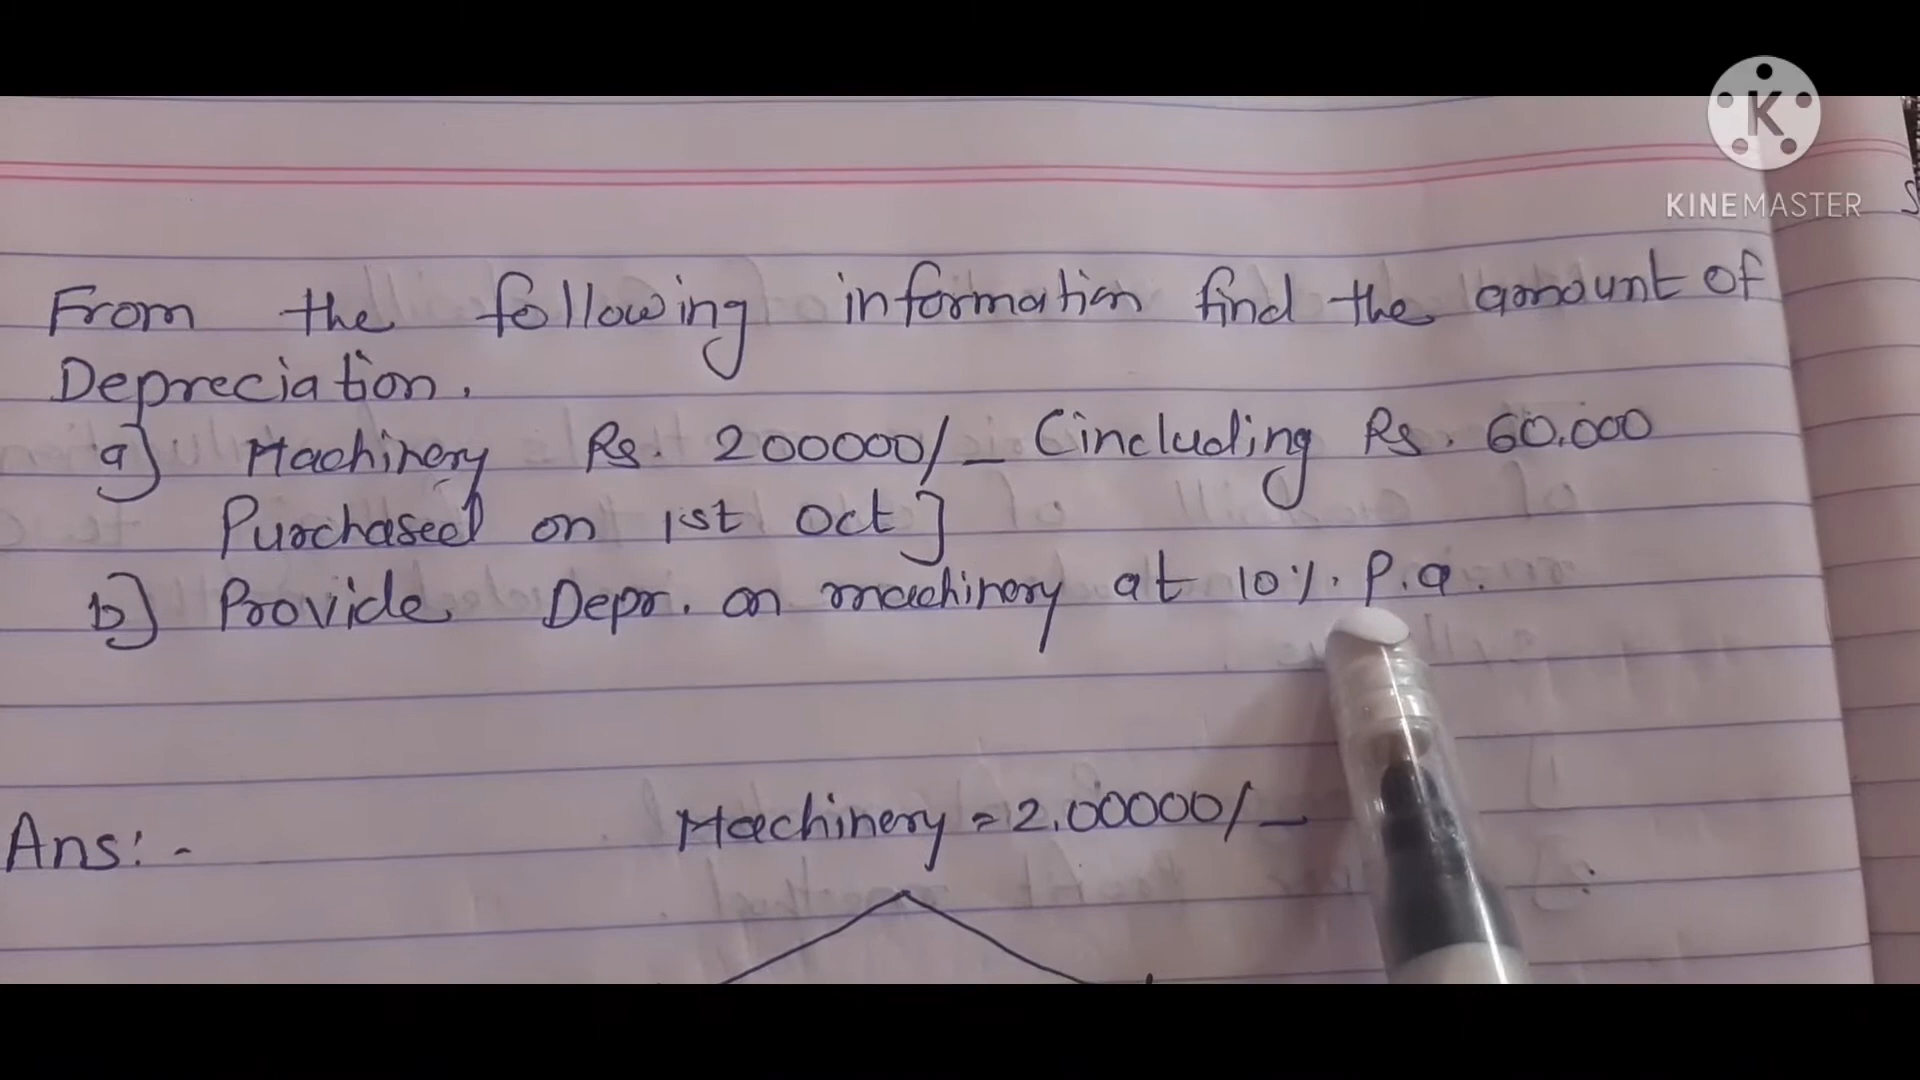 K
KINEMASTER
From the following information find the amount of
Depreciation.
a] Machinery Rs. 200000/- (including Rs. 60.000
Purchased on 1st Oct]
b] Provide Depr. on machinery at 10%. P.a.
Ans:- Machinery = 2.00000/-